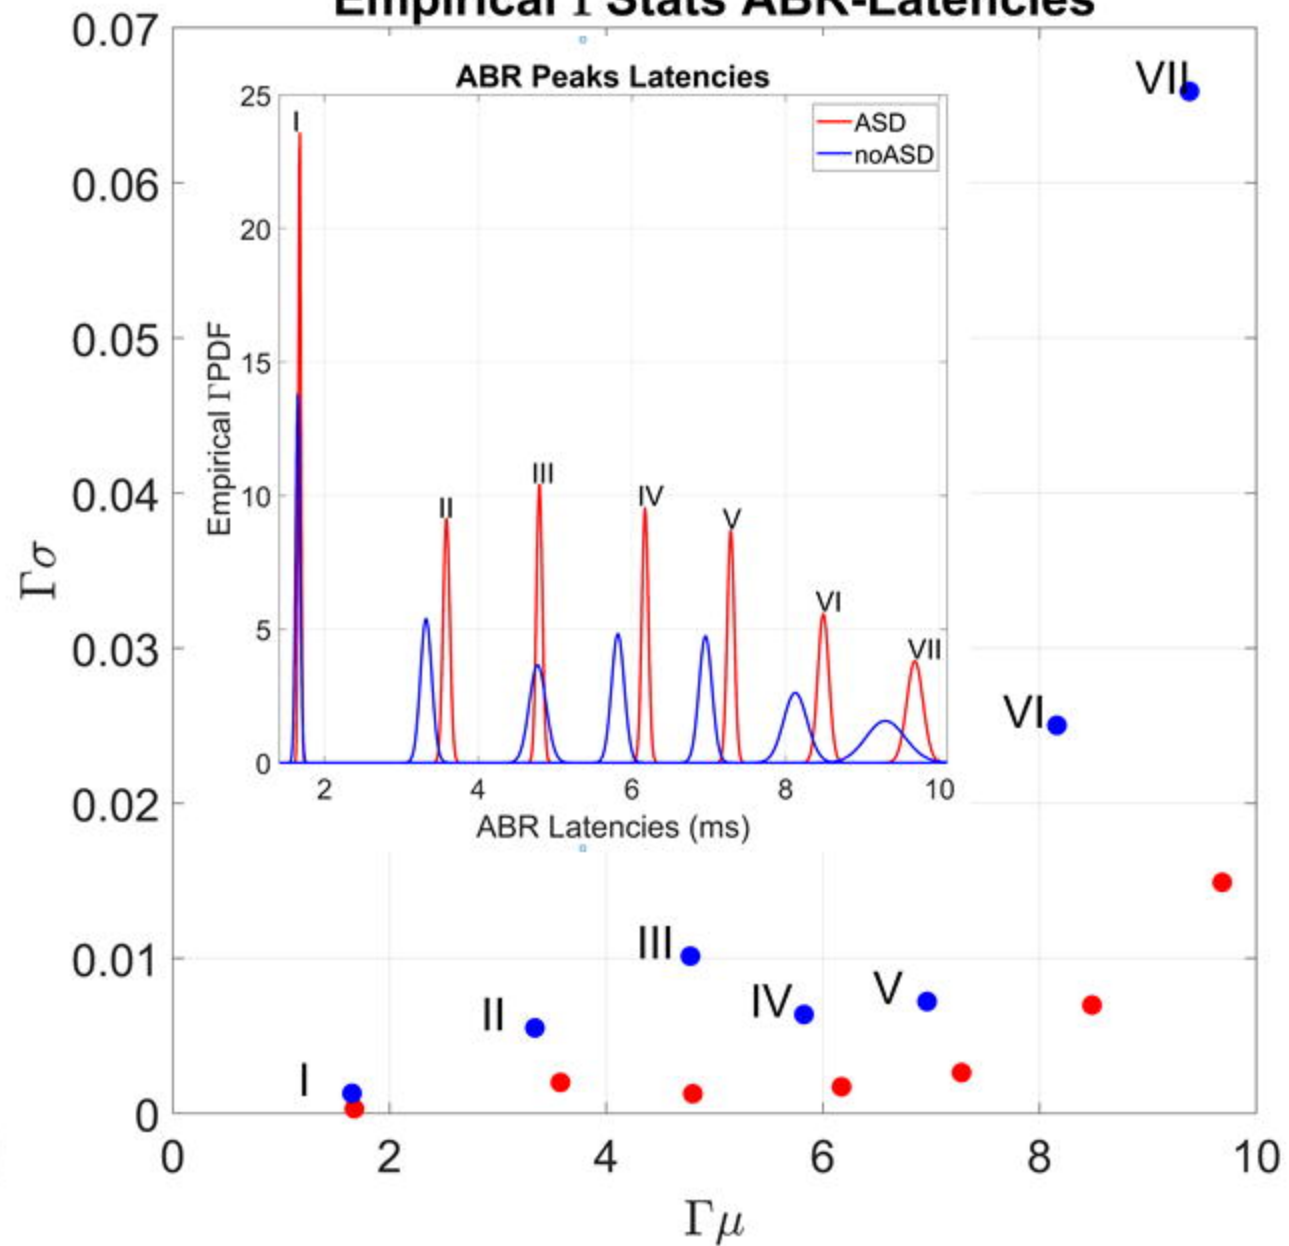 Empirical Γ Stats ABR-Latencies
0.07
0.06
0.05
0.04
0.03
0.02
0.01
0
Γσ
0 2 4 6 8 10
Γμ
VII
VI
III
II
IV
V
I
ABR Peaks Latencies
ASD
noASD
25
20
15
10
5
0
Empirical ΓPDF
I
II
III
IV
V
VI
VII
2 4 6 8 10
ABR Latencies (ms)